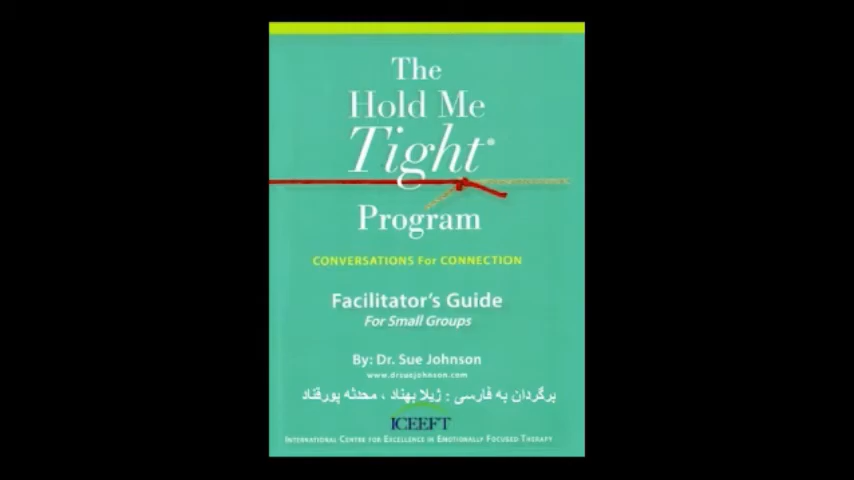 The
Hold Me
Tight®
Program
CONVERSATIONS For CONNECTION
Facilitator's Guide
For Small Groups
By: Dr. Sue Johnson
www.drsuejohnson.com
برگردان به فارسی : ژیلا بهناد ، محدثه پورقناد
ICEEFT
INTERNATIONAL CENTRE FOR EXCELLENCE IN EMOTIONALLY FOCUSED THERAPY